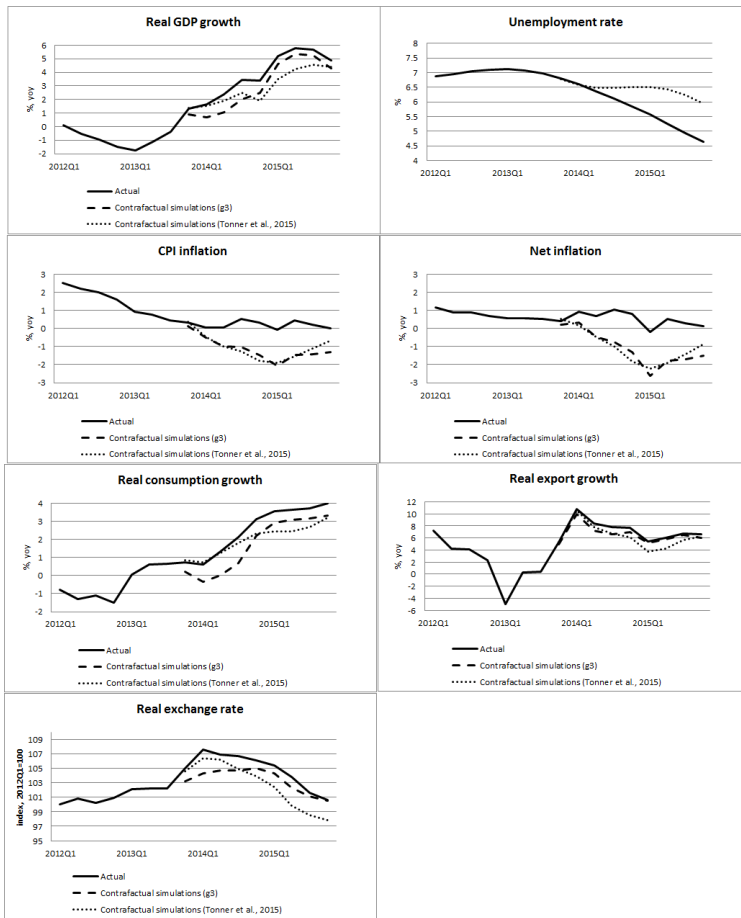 Real GDP growth
%, yoy
6
5
4
3
2
1
0
-1
-2
2012Q1 2013Q1 2014Q1 2015Q1
Actual
Contrafactual simulations (g3)
Contrafactual simulations (Tonner et al., 2015)
Unemployment rate
%
8
7.5
7
6.5
6
5.5
5
4.5
4
2012Q1 2013Q1 2014Q1 2015Q1
CPI inflation
%, yoy
3
2
1
0
-1
-2
-3
2012Q1 2013Q1 2014Q1 2015Q1
Actual
Contrafactual simulations (g3)
Contrafactual simulations (Tonner et al., 2015)
Net inflation
%, yoy
3
2
1
0
-1
-2
-3
2012Q1 2013Q1 2014Q1 2015Q1
Actual
Contrafactual simulations (g3)
Contrafactual simulations (Tonner et al., 2015)
Real consumption growth
%, yoy
4
3
2
1
0
-1
-2
2012Q1 2013Q1 2014Q1 2015Q1
Actual
Contrafactual simulations (g3)
Contrafactual simulations (Tonner et al., 2015)
Real export growth
%, yoy
12
10
8
6
4
2
0
-2
-4
-6
2012Q1 2013Q1 2014Q1 2015Q1
Actual
Contrafactual simulations (g3)
Contrafactual simulations (Tonner et al., 2015)
Real exchange rate
index, 2012Q1=100
109
107
105
103
101
99
97
95
2012Q1 2013Q1 2014Q1 2015Q1
Actual
Contrafactual simulations (g3)
Contrafactual simulations (Tonner et al., 2015)